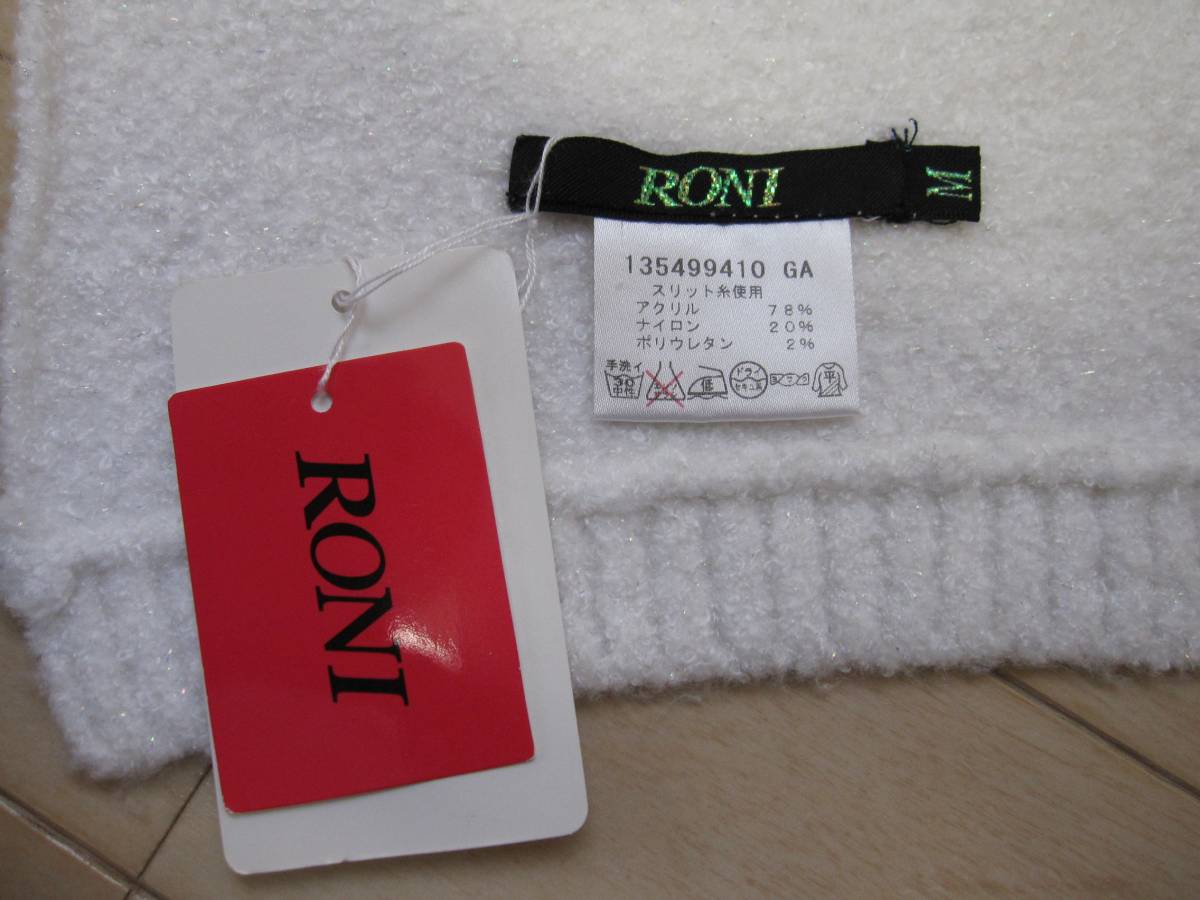 RONI
M
135499410 GA
スリット糸使用
アクリル 78%
ナイロン 20%
ポリウレタン 2%
手洗イ
30
中性
低
ドライ
セキユ系
平
RONI